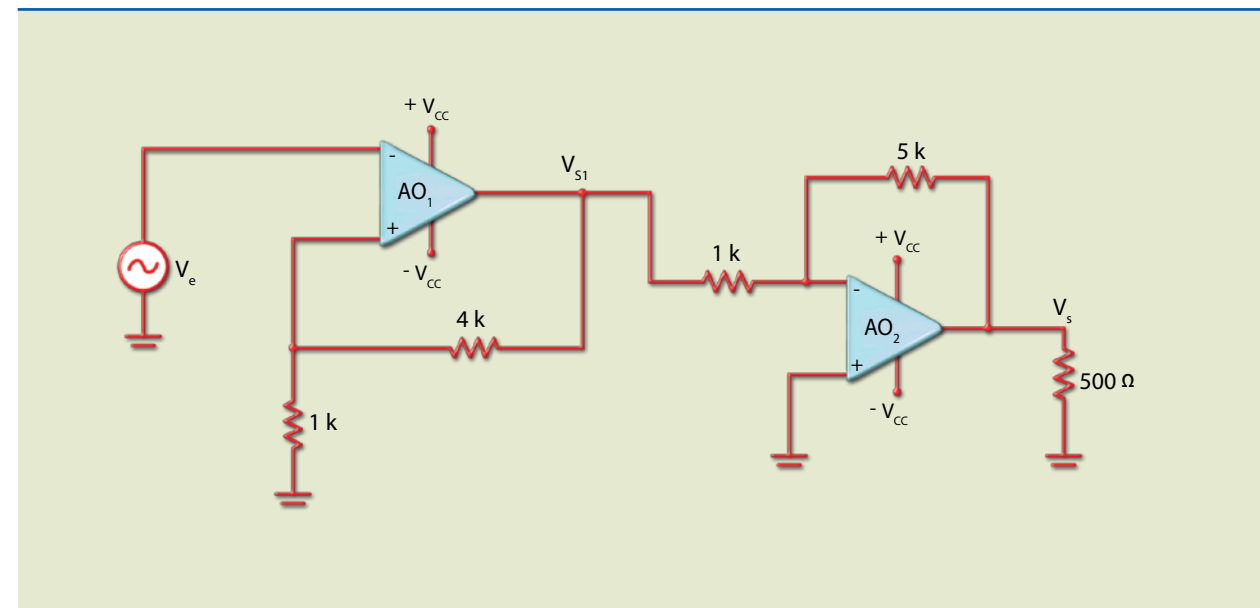 + VCC
-
AO1
+
- VCC
VS1
Ve
4 k
1 k
5 k
1 k
+ VCC
-
AO2
+
- VCC
Vs
500 Ω